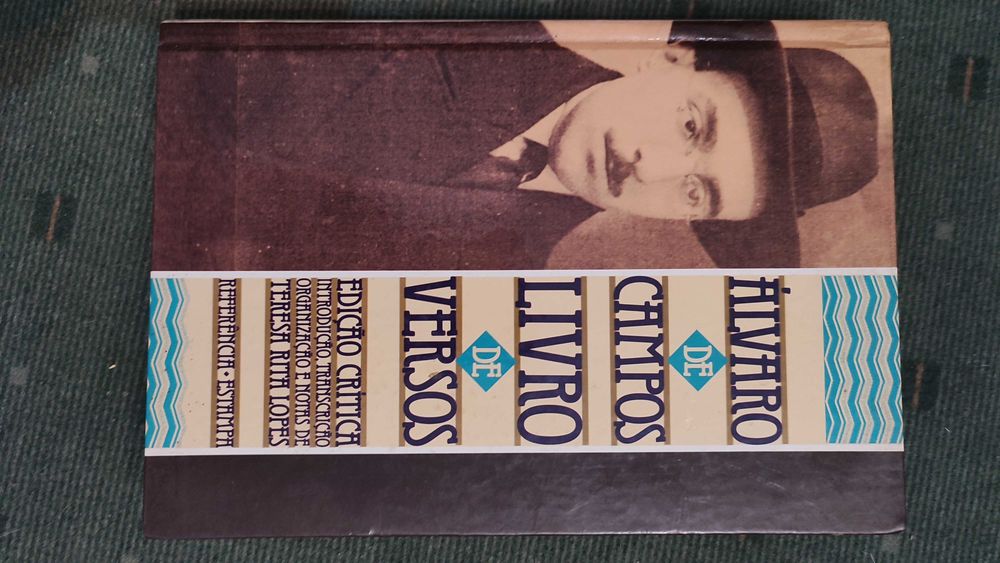 ÁLVARO
DE
CAMPOS
LIVRO
DE
VERSOS
EDIÇÃO CRÍTICA
INTRODUÇÃO, TRANSCRIÇÃO
ORGANIZAÇÃO E NOTAS DE
TERESA RITA LOPES
REFERÊNCIA · ESTAMPA